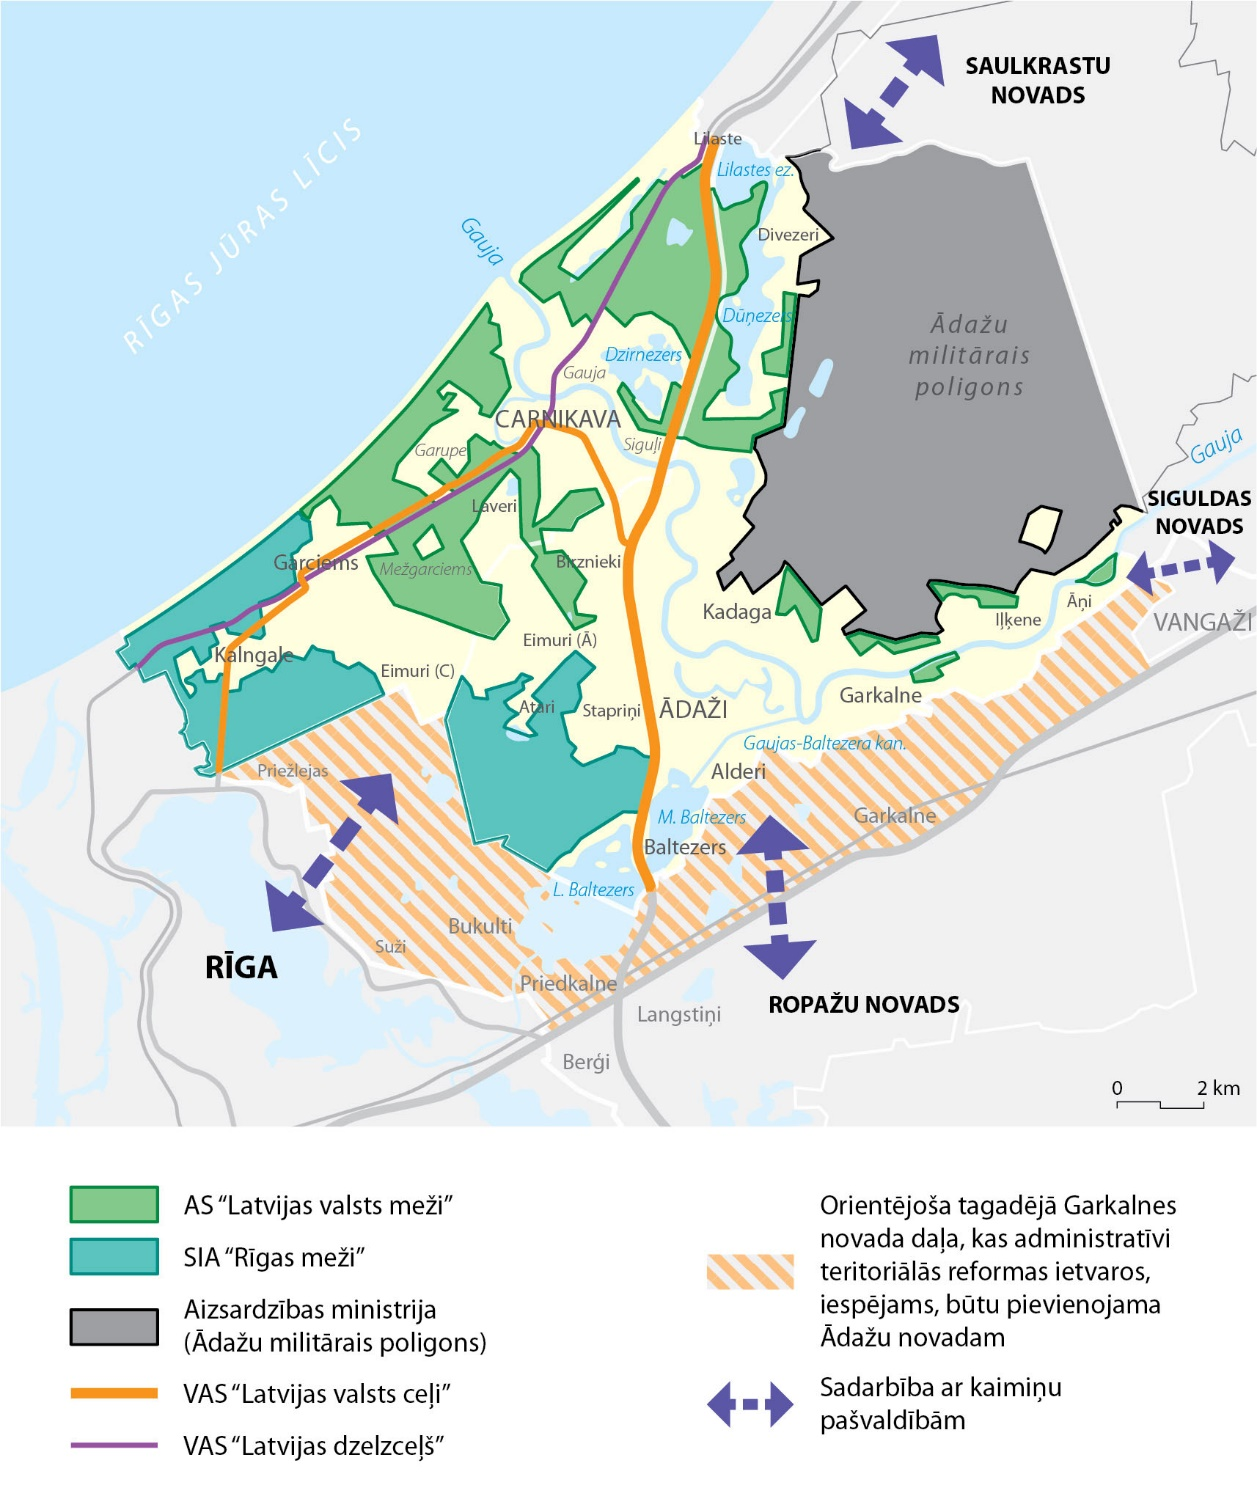 SAULKRASTU
NOVADS
RĪGAS JŪRAS LĪCIS
Lilaste
Lilastes ez.
Gauja
Divezeri
Dūņezers
Ādažu
militārais
poligons
Dzirnezers
Gauja
CARNIKAVA
Siguļi
Garupe
Gauja
SIGULDAS
NOVADS
Laveri
Garciems
Mežgarciems
Birznieki
Kadaga
Āņi
Iļķene
VANGAŽI
Eimuri (Ā)
Kalngale
Eimuri (C)
Garkalne
Atari
Stapriņi
ĀDAŽI
Gaujas-Baltezera kan.
Priežlejas
Alderi
M. Baltezers
Garkalne
Baltezers
L. Baltezers
Bukulti
Suži
RĪGA
Priedkalne
ROPAŽU NOVADS
Langstiņi
Berģi
0 2 km
AS “Latvijas valsts meži”
SIA “Rīgas meži”
Aizsardzības ministrija
(Ādažu militārais poligons)
VAS “Latvijas valsts ceļi”
VAS “Latvijas dzelzceļš”
Orientējoša tagadējā Garkalnes
novada daļa, kas administratīvi
teritoriālās reformas ietvaros,
iespējams, būtu pievienojama
Ādažu novadam
Sadarbība ar kaimiņu
pašvaldībām